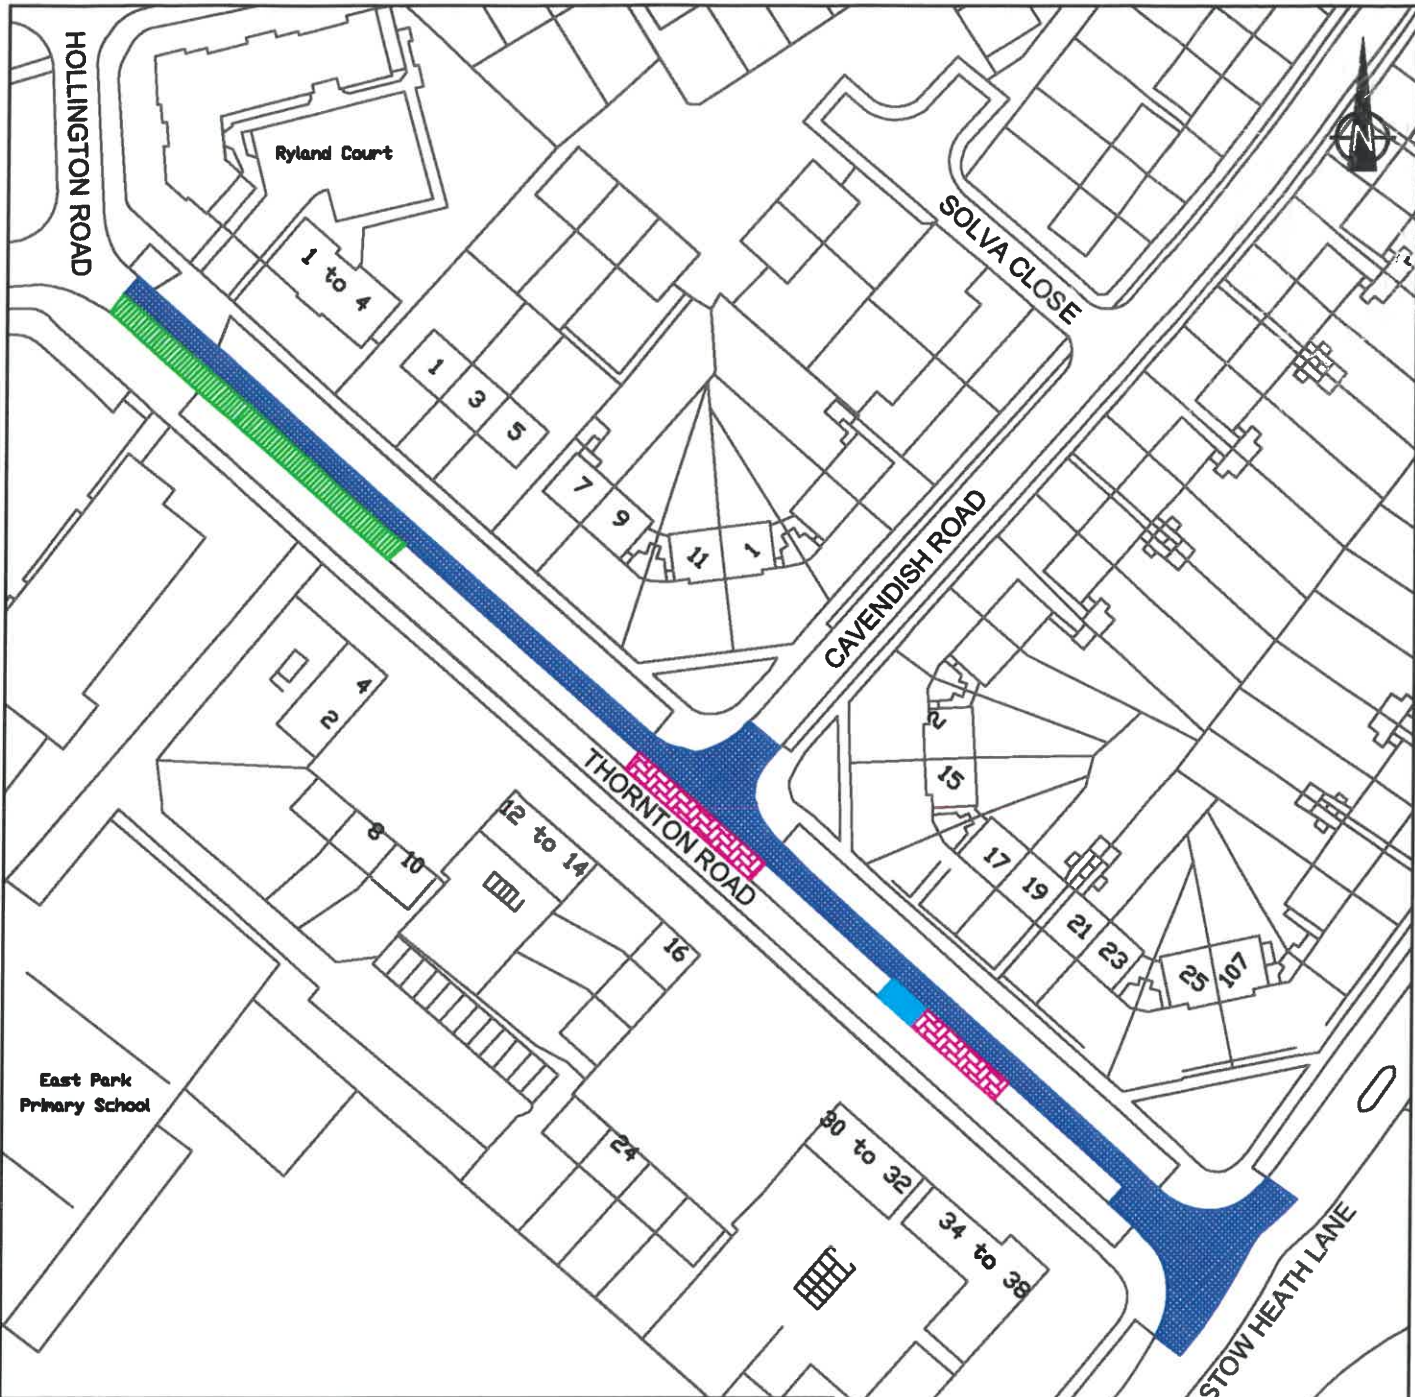 HOLLINGTON ROAD
Ryland Court
N
1 to 4
SOLVA CLOSE
1
3
5
7
9
11
1
CAVENDISH ROAD
2
15
4
2
THORNTON ROAD
12 to 14
8
10
17
19
21
23
25
107
16
East Park
Primary School
24
30 to 32
34 to 38
STOW HEATH LANE